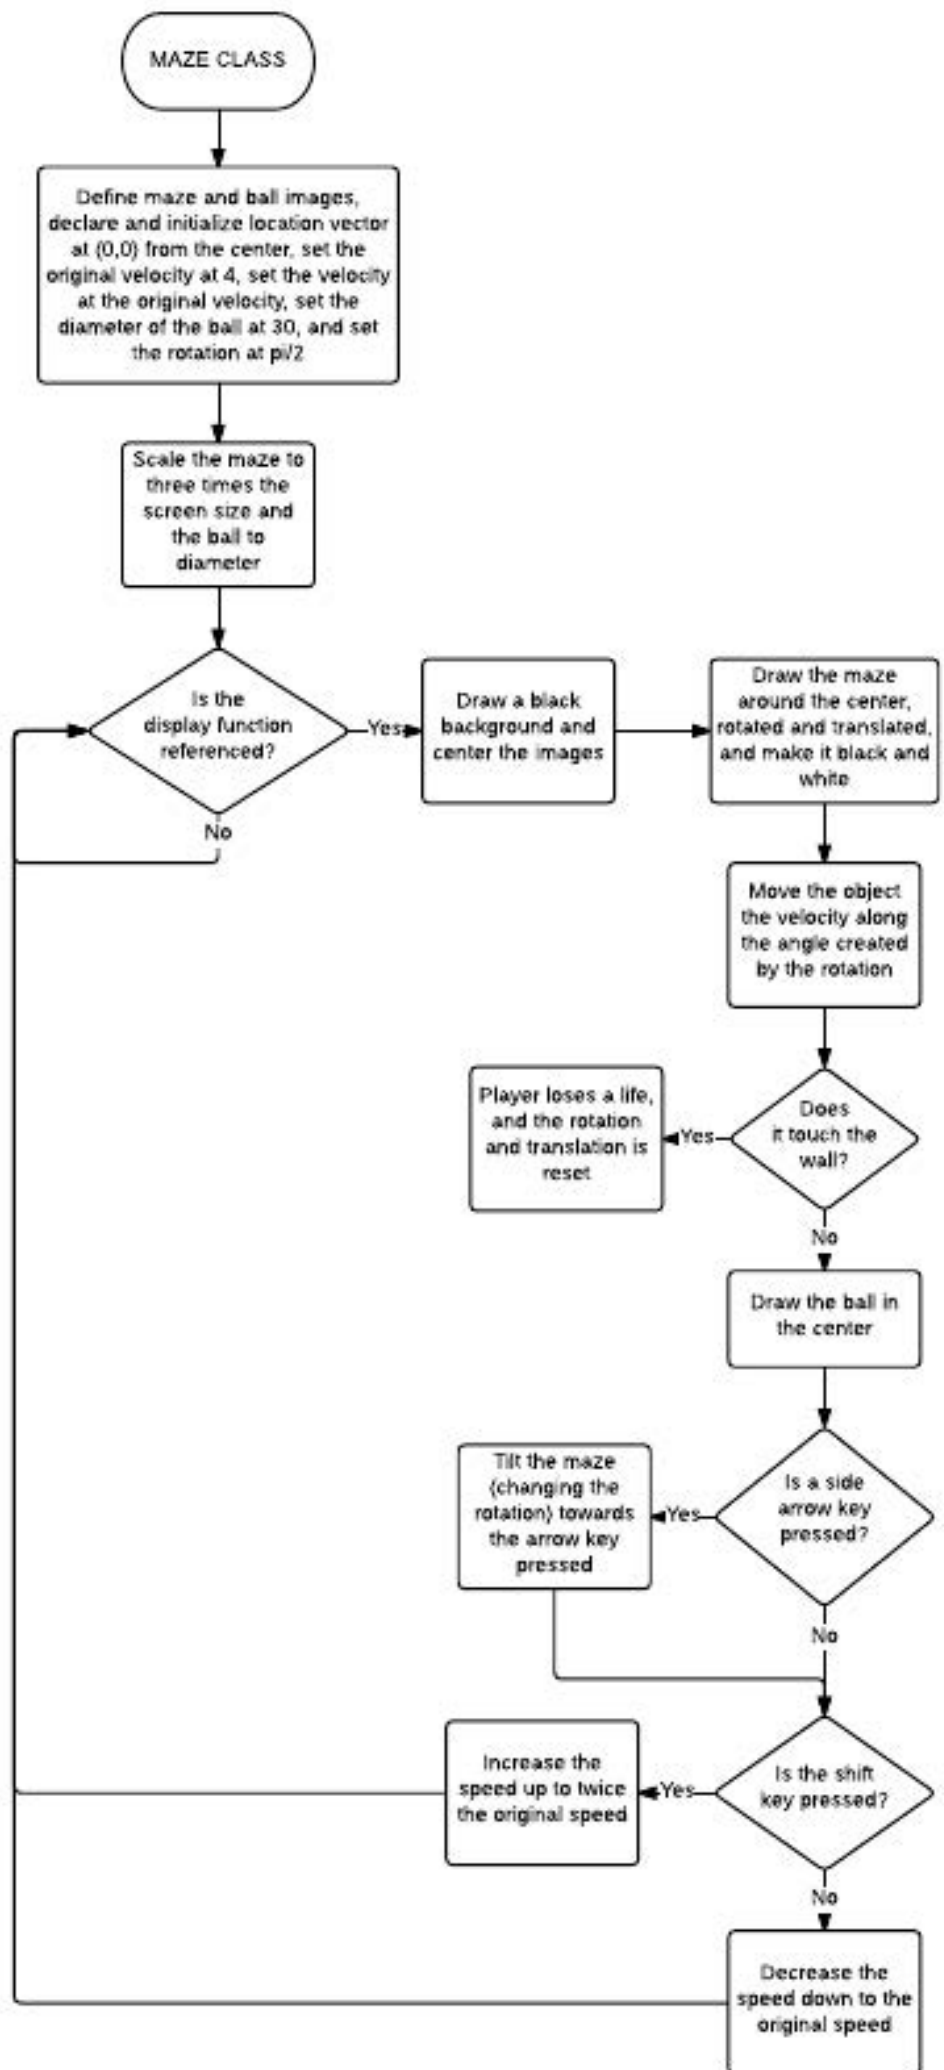 MAZE CLASS
Define maze and ball images,
declare and initialize location vector
at (0,0) from the center, set the
original velocity at 4, set the velocity
at the original velocity, set the
diameter of the ball at 30, and set
the rotation at pi/2
Scale the maze to
three times the
screen size and
the ball to
diameter
Is the
display function
referenced?
Yes
No
Draw a black
background and
center the images
Draw the maze
around the center,
rotated and translated,
and make it black and
white
Move the object
the velocity along
the angle created
by the rotation
Does
it touch the
wall?
Yes
Player loses a life,
and the rotation
and translation is
reset
No
Draw the ball in
the center
Is a side
arrow key
pressed?
Yes
Tilt the maze
(changing the
rotation) towards
the arrow key
pressed
No
Is the shift
key pressed?
Yes
Increase the
speed up to twice
the original speed
No
Decrease the
speed down to the
original speed